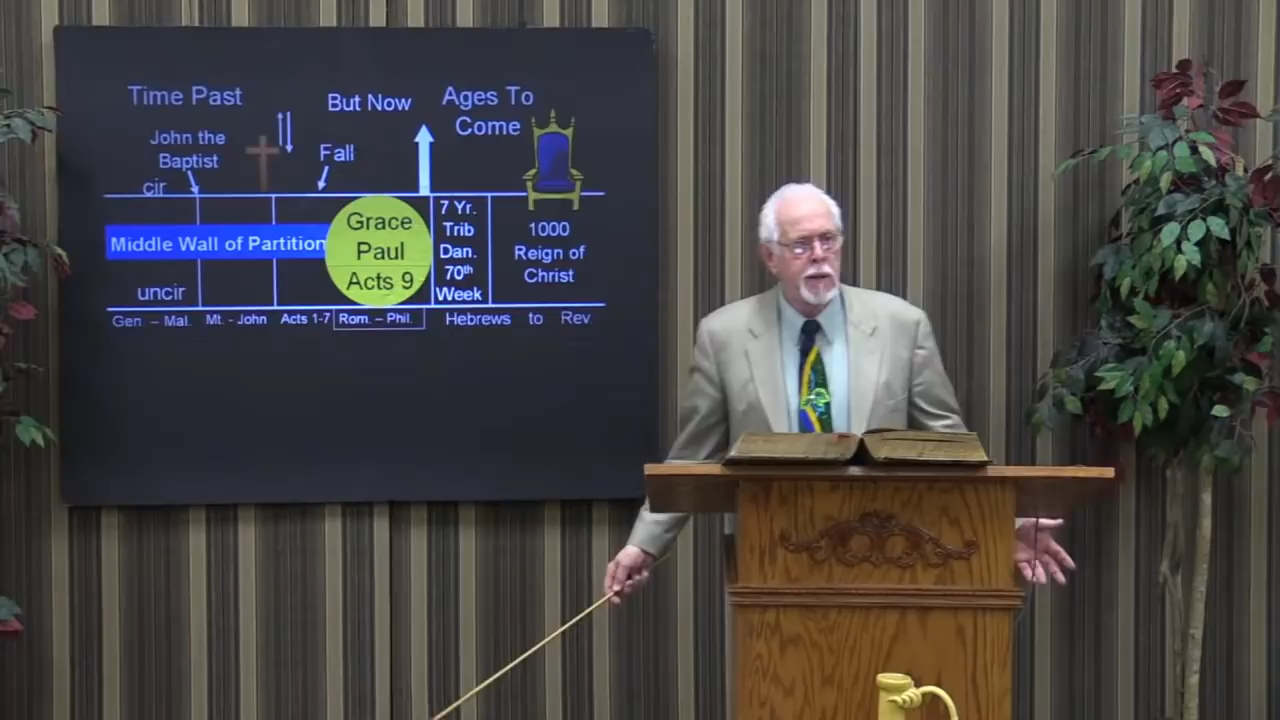 Time Past
But Now
Ages To
Come
John the
Baptist
Fall
cir
Middle Wall of Partition
Grace
Paul
Acts 9
7 Yr.
Trib
Dan.
70th
Week
1000
Reign of
Christ
uncir
Gen. – Mal.
Mt. - John
Acts 1-7
Rom. – Phil.
Hebrews to Rev.